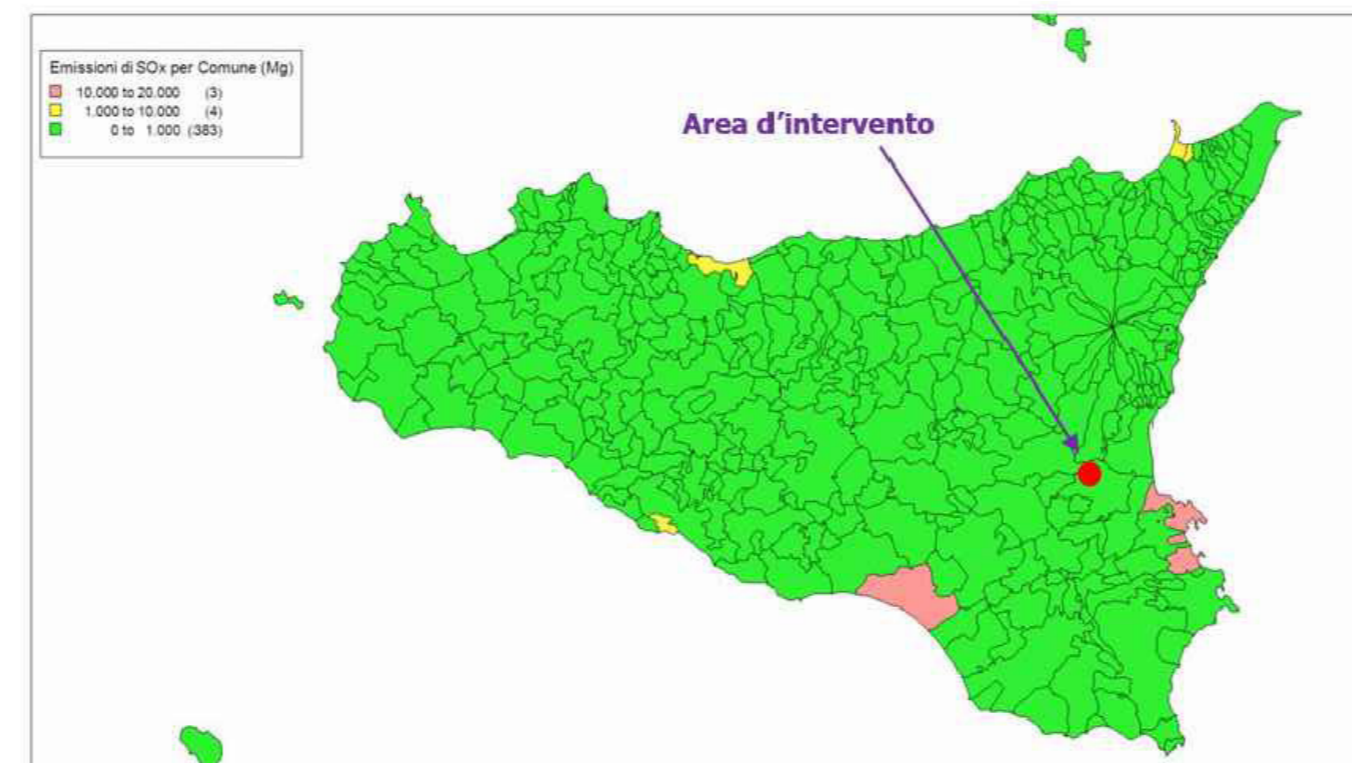 Emissioni di SOx per Comune (Mg)
10.000 to 20.000 (3)
1.000 to 10.000 (4)
0 to 1.000 (383)
Area d'intervento